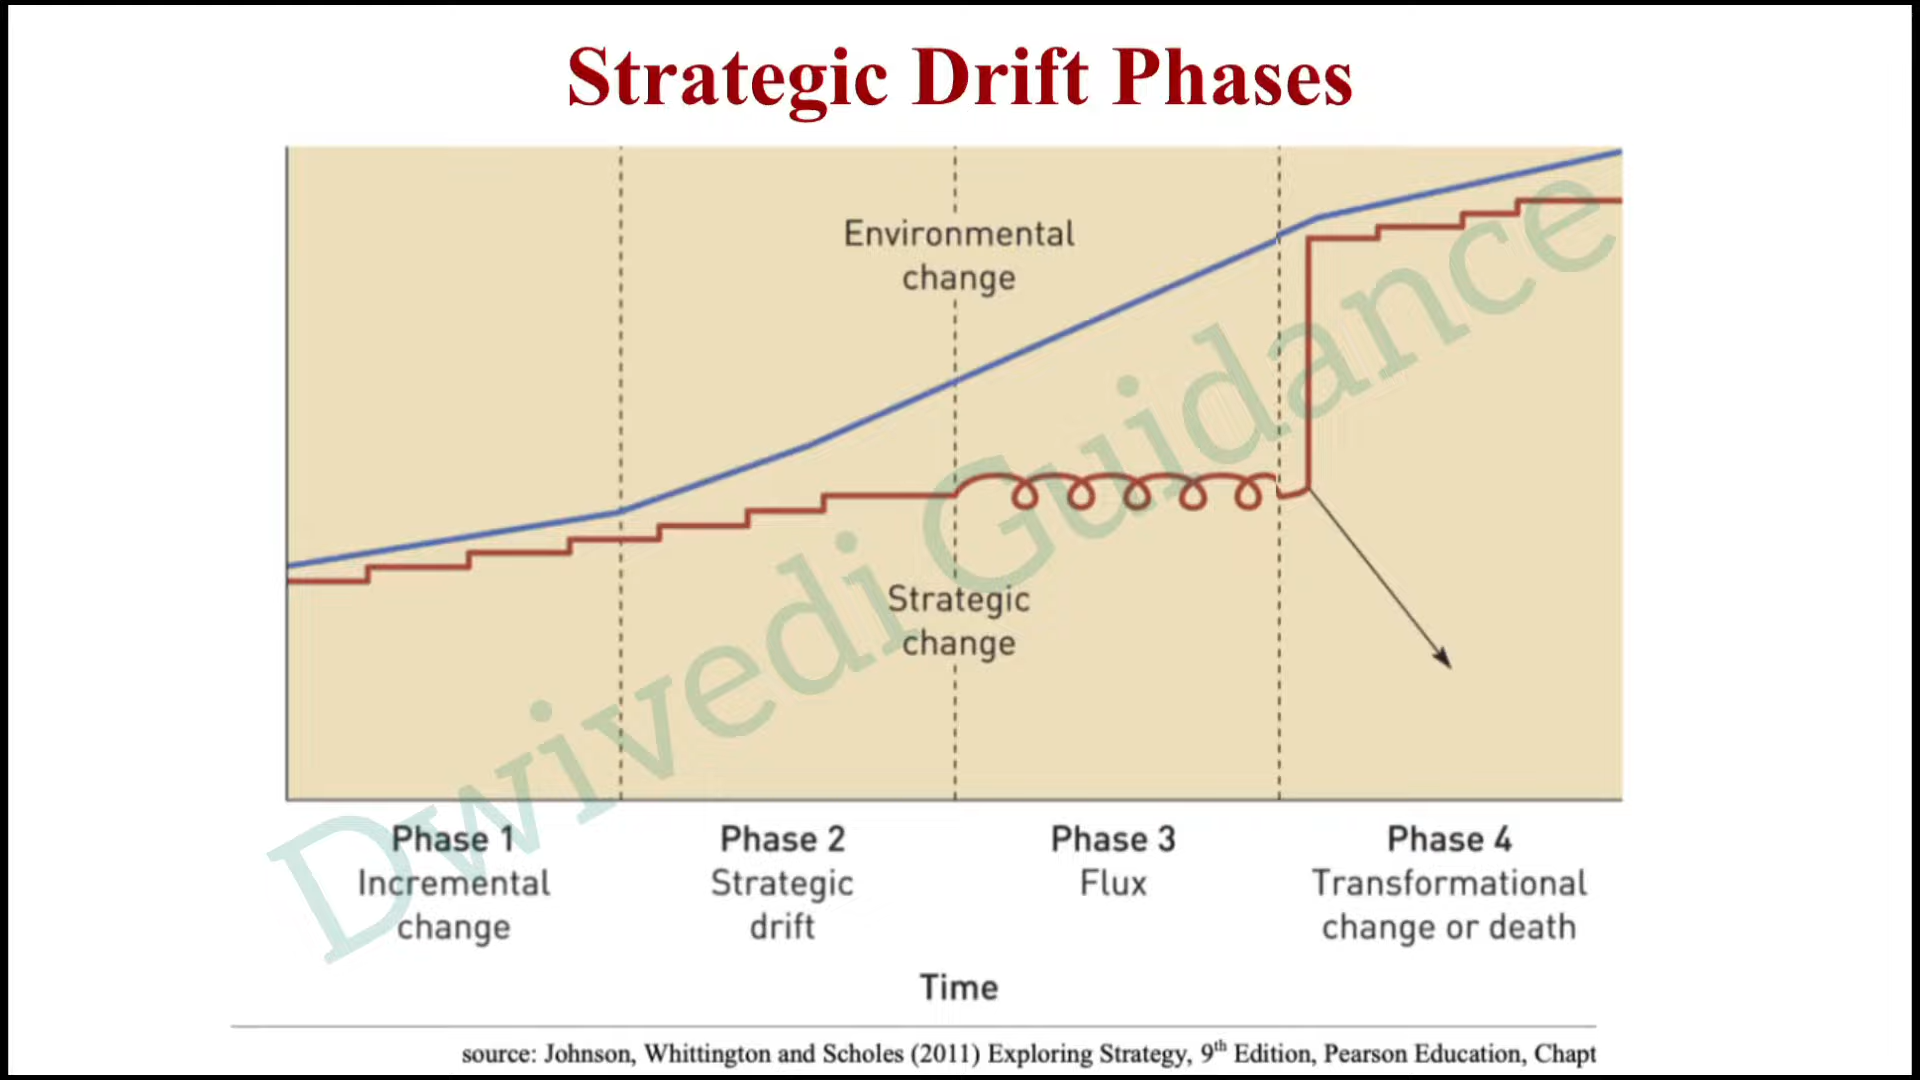 Strategic Drift Phases
Environmental
change
Strategic
change
Dwivedi Guidance
Phase 1
Incremental
change
Phase 2
Strategic
drift
Phase 3
Flux
Phase 4
Transformational
change or death
Time
source: Johnson, Whittington and Scholes (2011) Exploring Strategy, 9th Edition, Pearson Education, Chapt